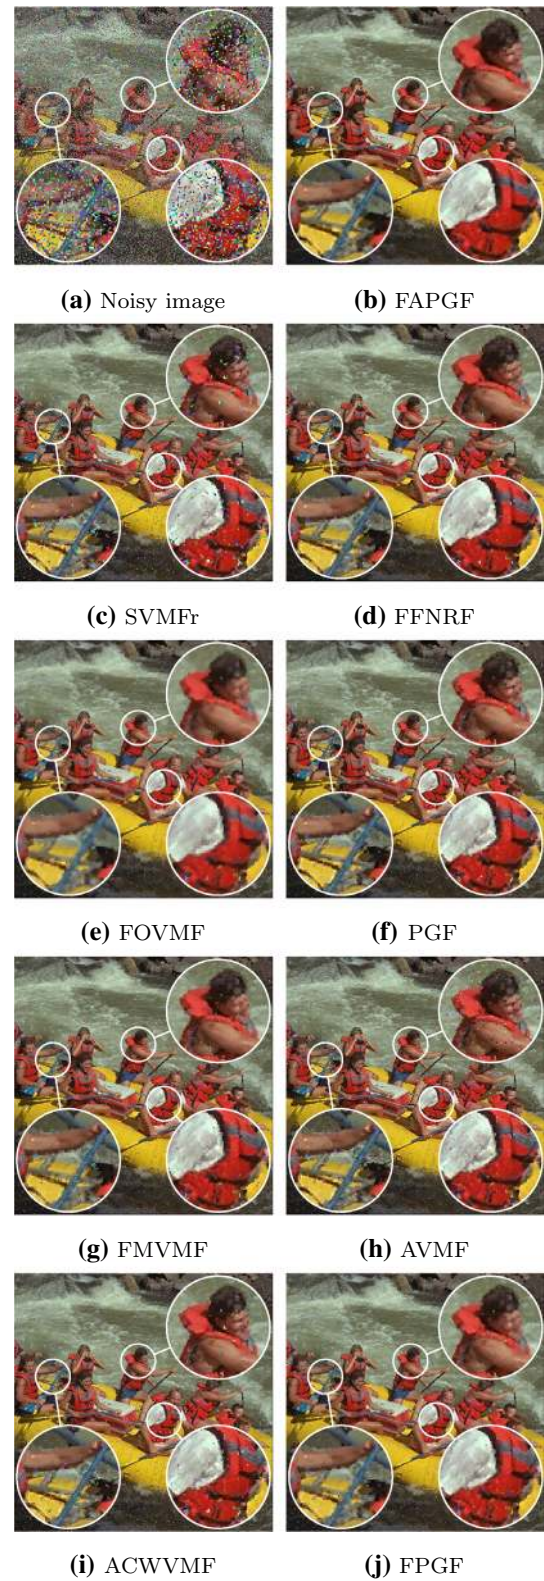 (a) Noisy image
(b) FAPGF
(c) SVMFr
(d) FFNRF
(e) FOVMF
(f) PGF
(g) FMVMF
(h) AVMF
(i) ACWVMF
(j) FPGF